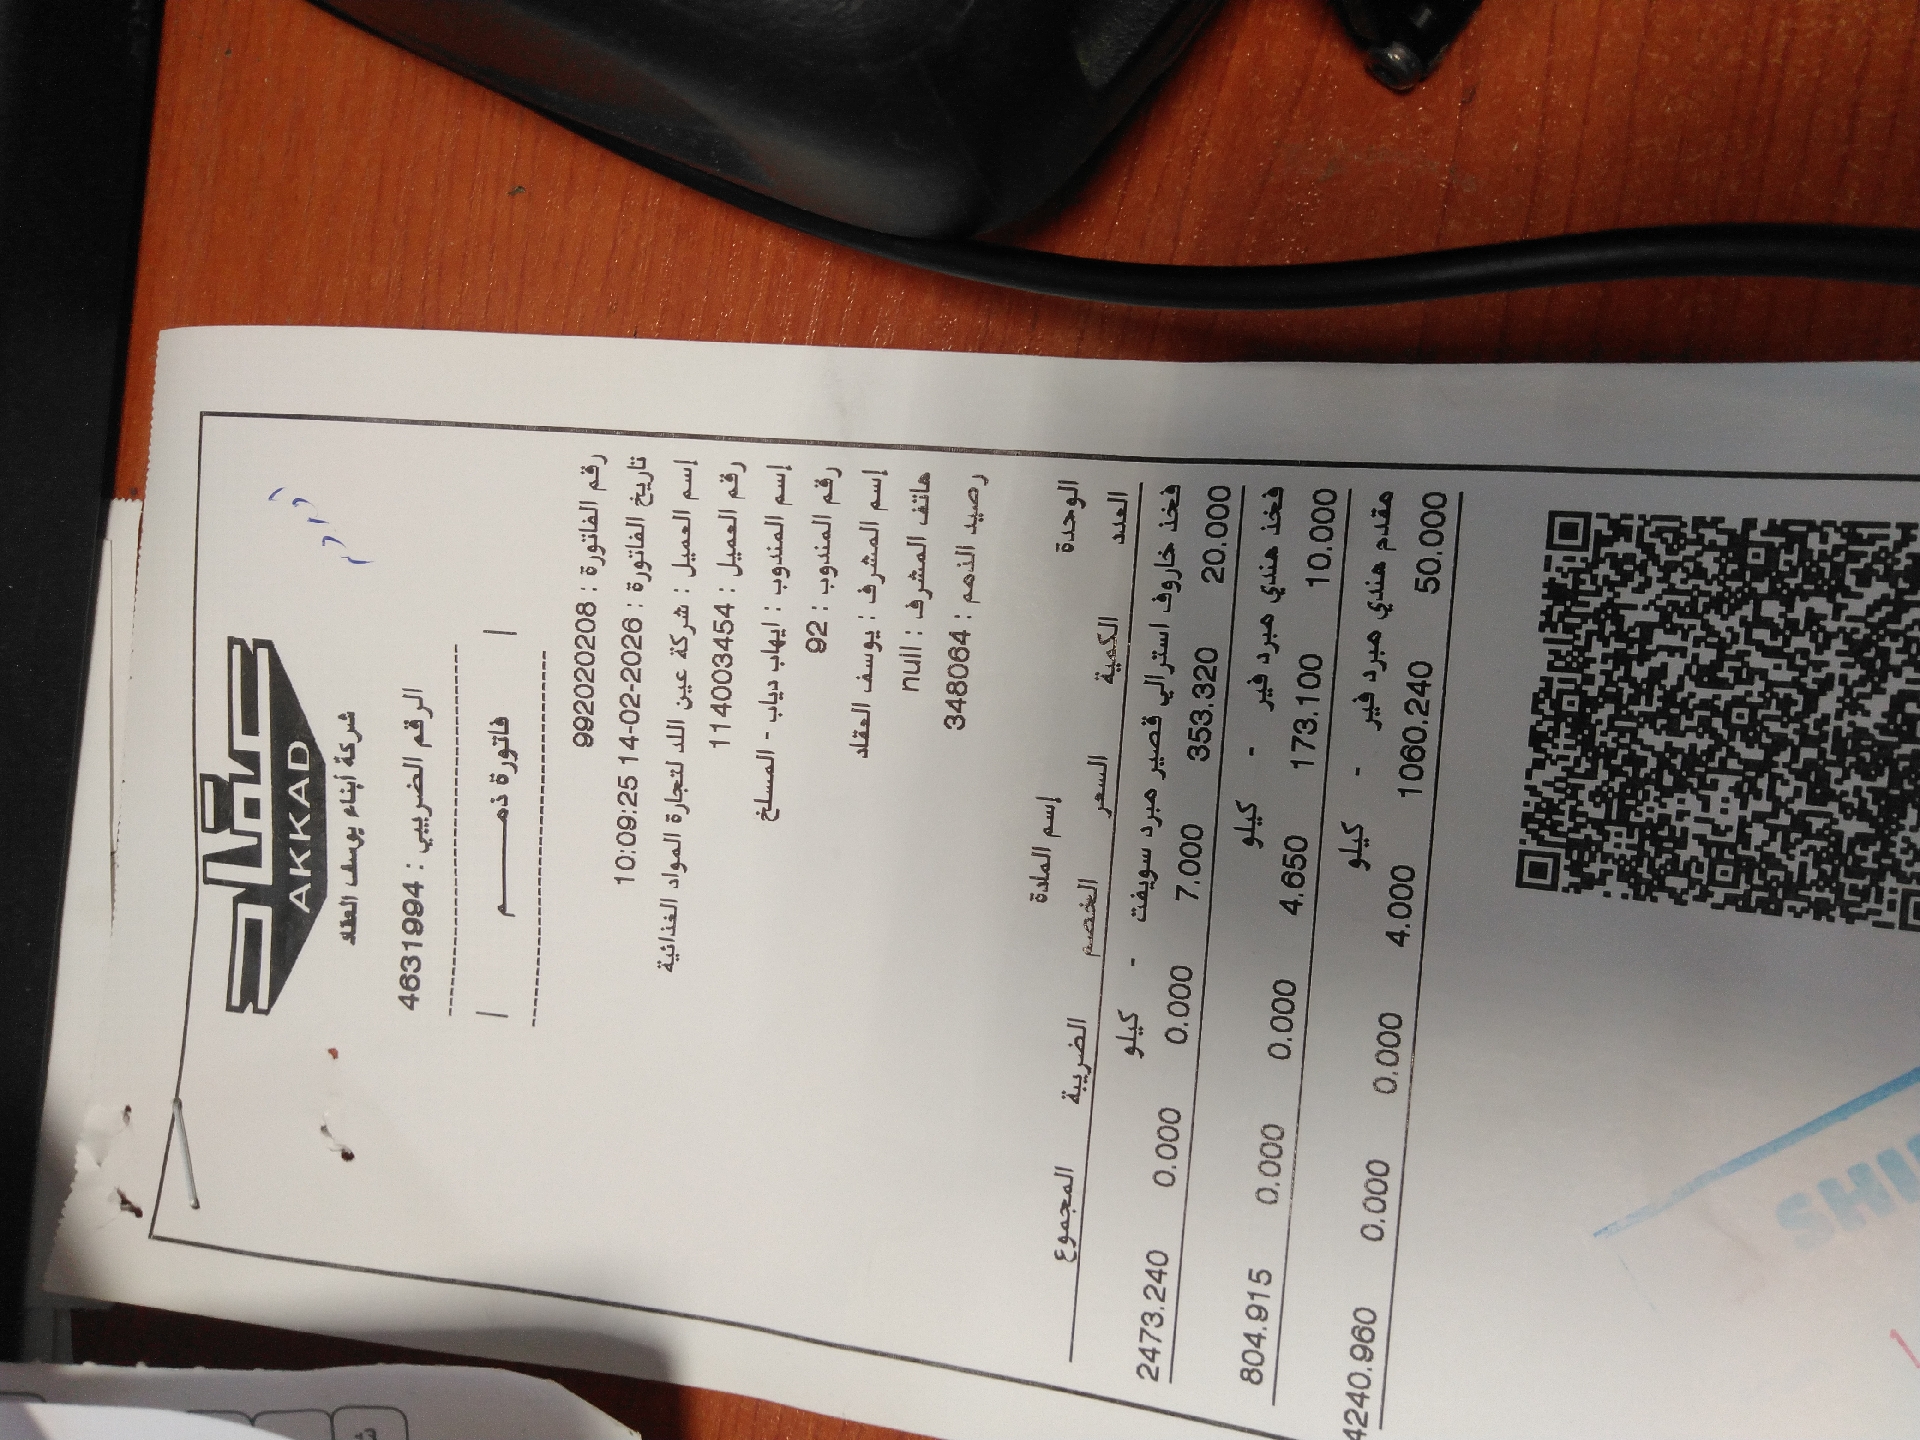 عقاد
AKKAD
شركة أبناء يوسف العقاد
الرقم الضريبي : 4631994
| فاتورة ذمـــــــم |
رقم الفاتورة : 9920208
تاريخ الفاتورة : 2026-02-14 10:09:25
إسم العميل : شركة عين اللد لتجارة المواد الغذائية
رقم العميل : 114003454
إسم المندوب : ايهاب دياب - المسلخ
رقم المندوب : 92
إسم المشرف : يوسف العقاد
هاتف المشرف : null
رصيد الذمم : 348064
الوحدة إسم المادة
العدد الكمية السعر الخصم الضريبة المجموع
فخذ خاروف استرالي قصير مبرد سويفت - كيلو
20.000 353.320 7.000 0.000 0.000 2473.240
فخذ هندي مبرد فير - كيلو
10.000 173.100 4.650 0.000 0.000 804.915
مقدم هندي مبرد فير - كيلو
50.000 1060.240 4.000 0.000 0.000 4240.960